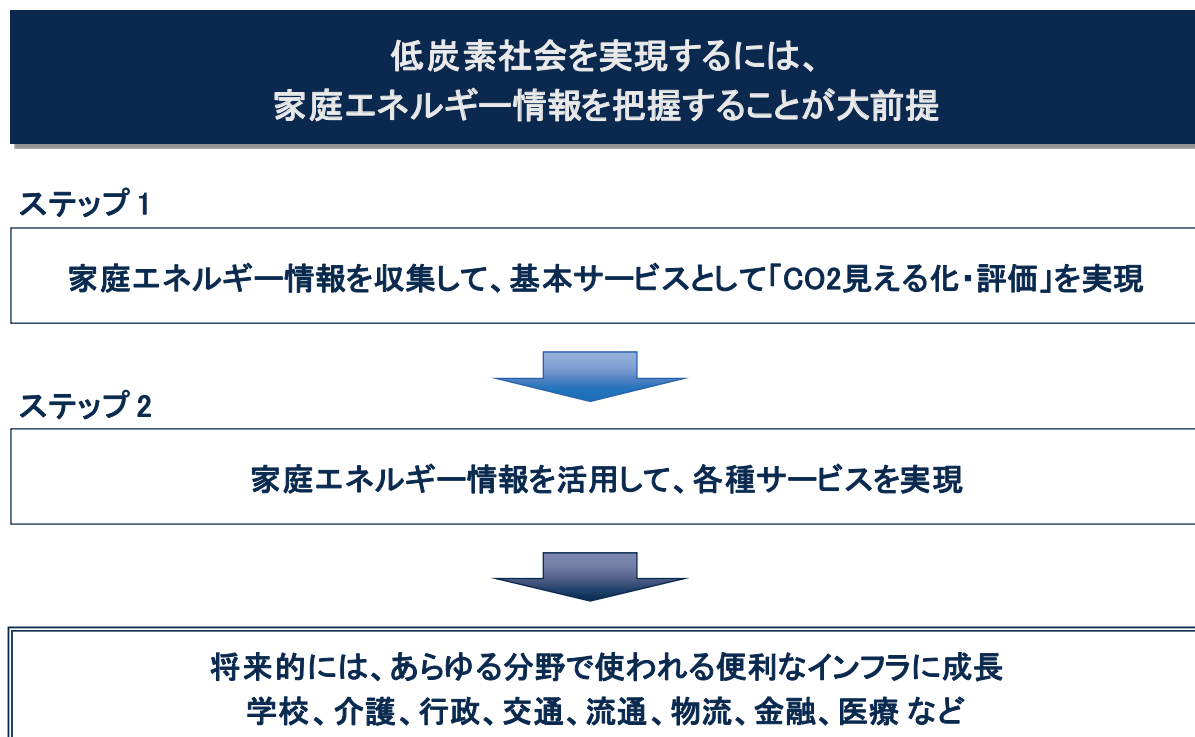 低炭素社会を実現するには、
家庭エネルギー情報を把握することが大前提
ステップ 1
家庭エネルギー情報を収集して、基本サービスとして「CO2見える化・評価」を実現
ステップ 2
家庭エネルギー情報を活用して、各種サービスを実現
将来的には、あらゆる分野で使われる便利なインフラに成長
学校、介護、行政、交通、流通、物流、金融、医療 など